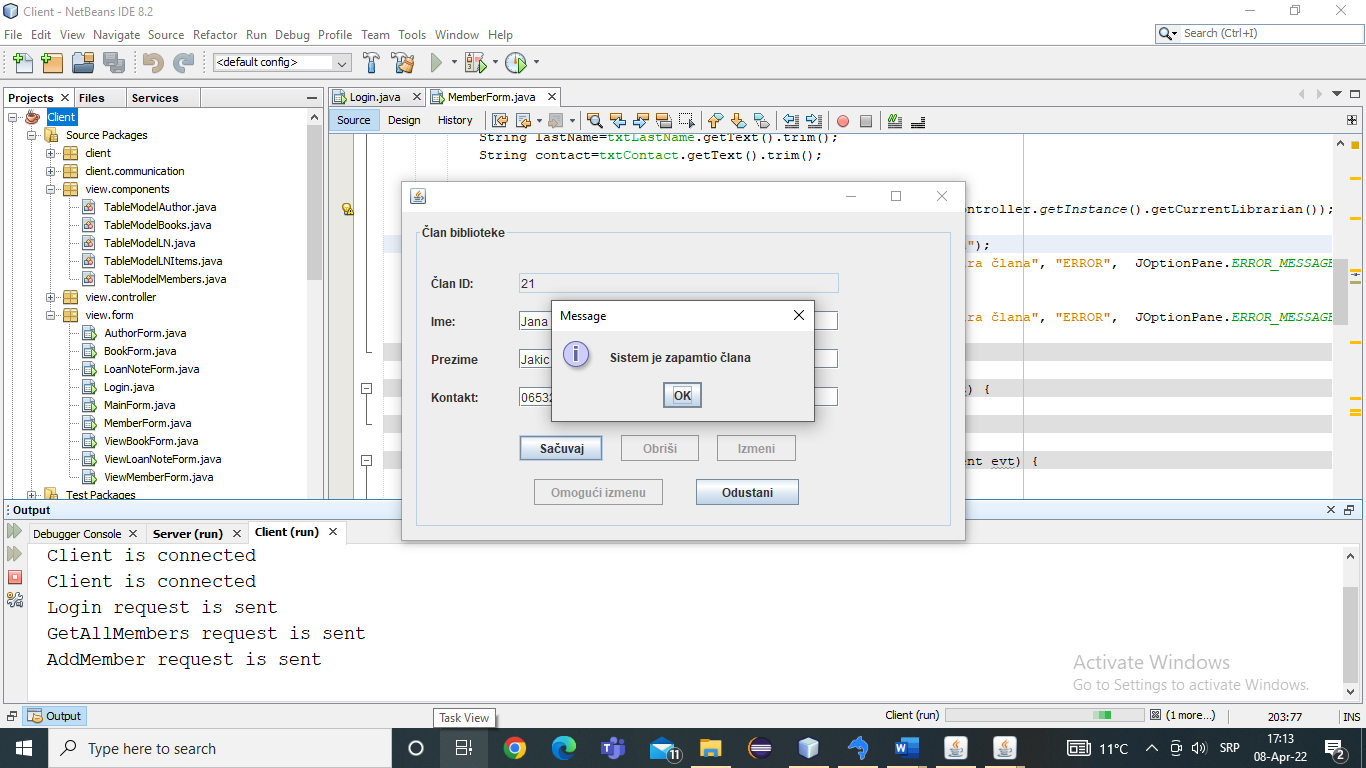 Client - NetBeans IDE 8.2
File Edit View Navigate Source Refactor Run Debug Profile Team Tools Window Help
Search (Ctrl+I)
<default config>
Projects Files Services
Login.java MemberForm.java
Source Design History
Client
Source Packages
client
client.communication
view.components
TableModelAuthor.java
TableModelBooks.java
TableModelLN.java
TableModelLNItems.java
TableModelMembers.java
view.controller
view.form
AuthorForm.java
BookForm.java
LoanNoteForm.java
Login.java
MainForm.java
MemberForm.java
ViewBookForm.java
ViewLoanNoteForm.java
ViewMemberForm.java
Test Packages
String lastName=txtLastName.getText().trim();
String contact=txtContact.getText().trim();
ntroller.getInstance().getCurrentLibrarian());
");
ra člana", "ERROR", JOptionPane.ERROR_MESSAGE
ra člana", "ERROR", JOptionPane.ERROR_MESSAGE
) {
nt evt) {
Član biblioteke
Član ID: 21
Ime: Jana
Prezime Jakic
Kontakt: 0653
Message
Sistem je zapamtio člana
OK
Sačuvaj Obriši Izmeni
Omogući izmenu Odustani
Output
Debugger Console Server (run) Client (run)
Client is connected
Client is connected
Login request is sent
GetAllMembers request is sent
AddMember request is sent
Activate Windows
Go to Settings to activate Windows.
Output
Task View
Client (run) (1 more...) 203:77 INS
Type here to search
11
11°C
SRP
17:13
08-Apr-22
2